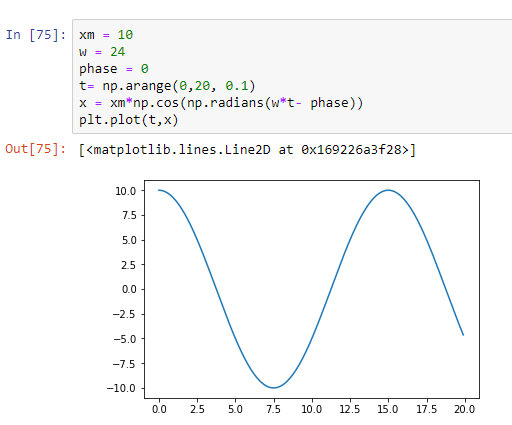 In [75]: xm = 10
w = 24
phase = 0
t= np.arange(0,20, 0.1)
x = xm*np.cos(np.radians(w*t- phase))
plt.plot(t,x)
Out[75]: [<matplotlib.lines.Line2D at 0x169226a3f28>]
10.0
7.5
5.0
2.5
0.0
−2.5
−5.0
−7.5
−10.0
0.0 2.5 5.0 7.5 10.0 12.5 15.0 17.5 20.0